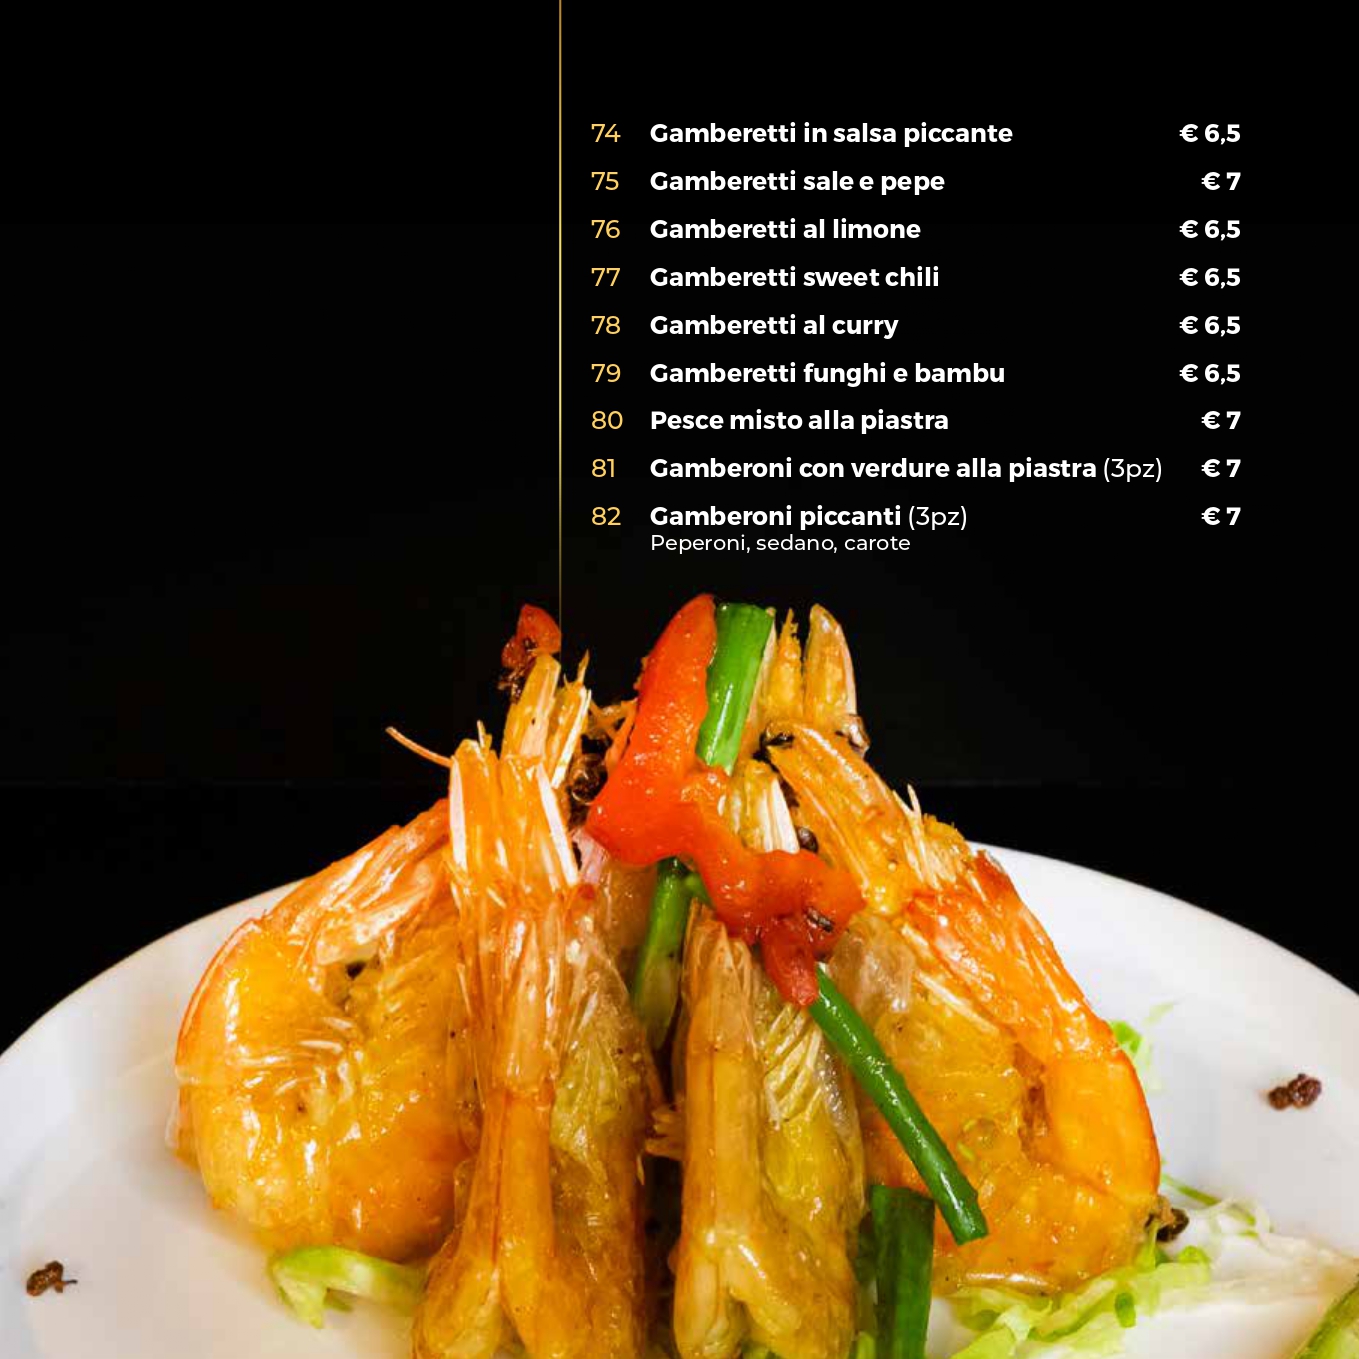 74 Gamberetti in salsa piccante € 6,5
75 Gamberetti sale e pepe € 7
76 Gamberetti al limone € 6,5
77 Gamberetti sweet chili € 6,5
78 Gamberetti al curry € 6,5
79 Gamberetti funghi e bambu € 6,5
80 Pesce misto alla piastra € 7
81 Gamberoni con verdure alla piastra (3pz) € 7
82 Gamberoni piccanti (3pz) € 7
Peperoni, sedano, carote